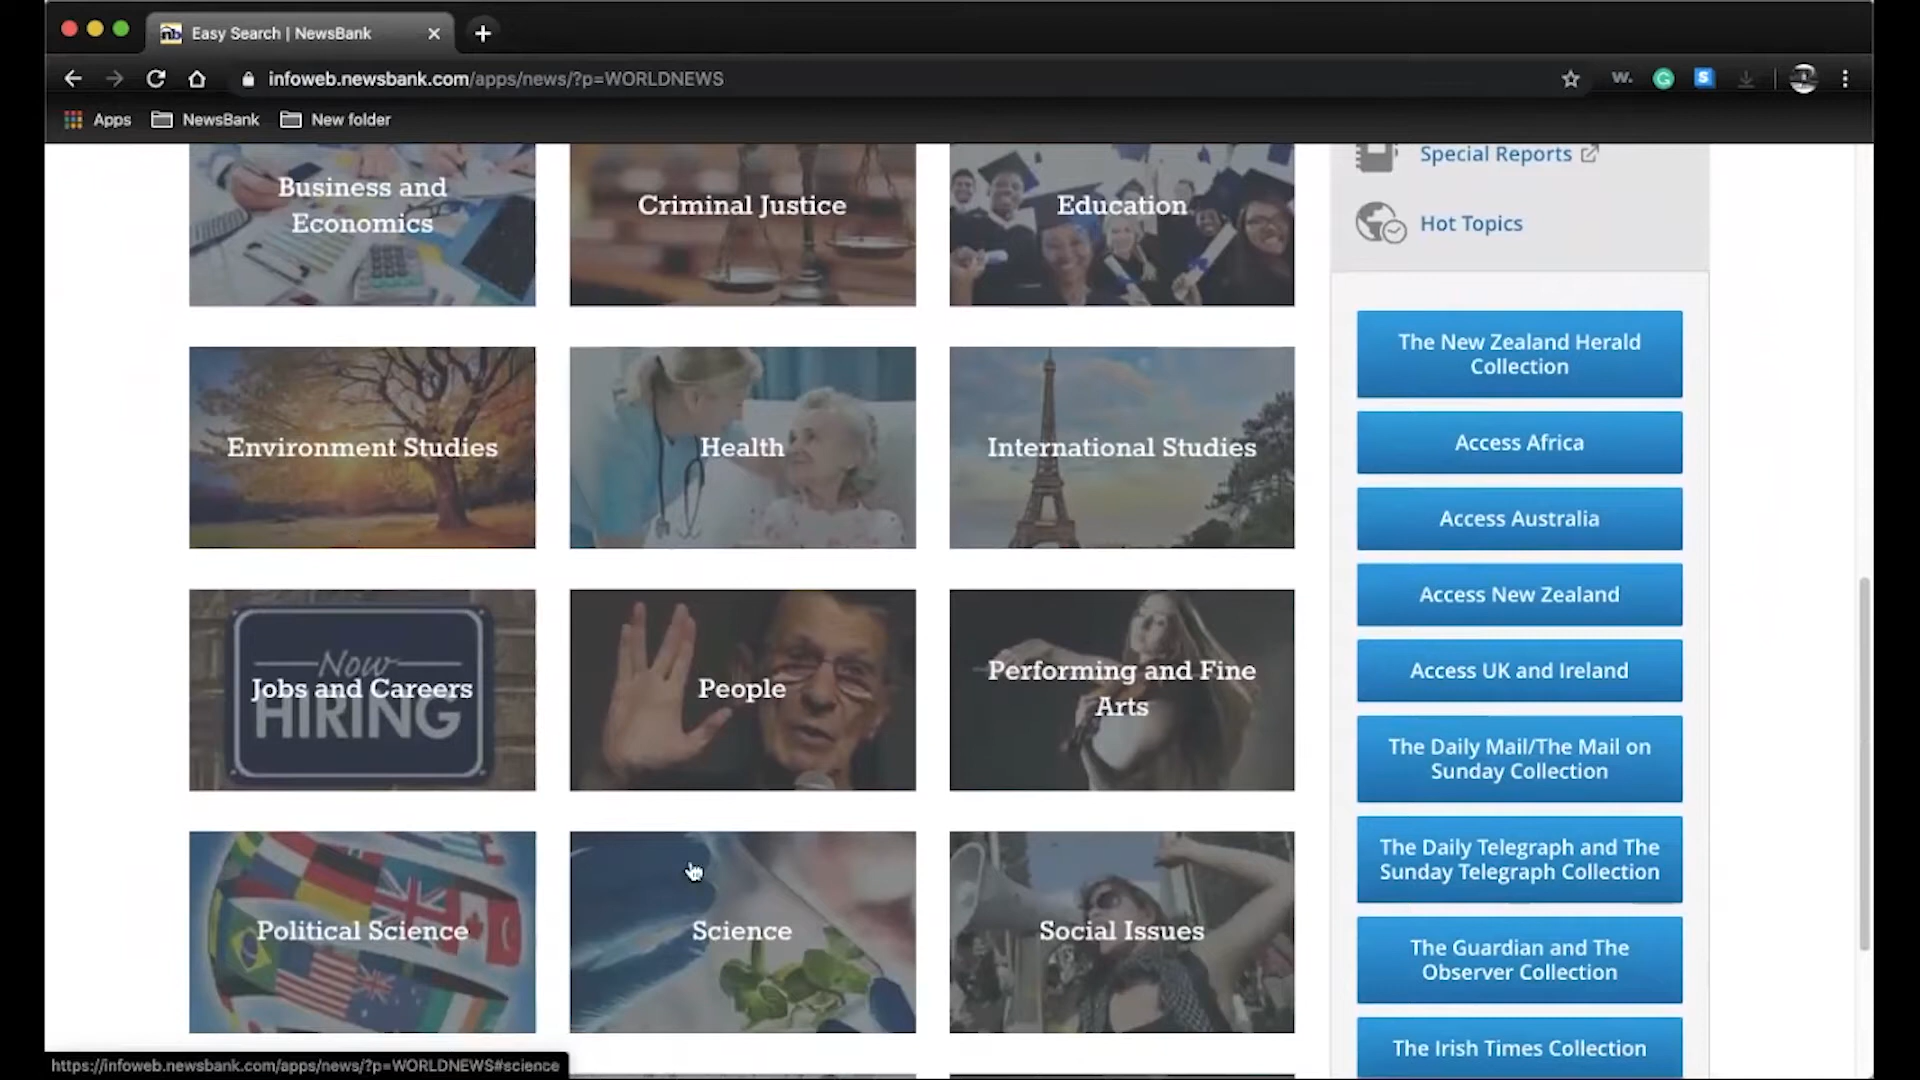 Easy Search | NewsBank
infoweb.newsbank.com/apps/news/?p=WORLDNEWS
w.
G
S
Apps
NewsBank
New folder
Business and
Economics
Criminal Justice
Education
Special Reports
Hot Topics
Environment Studies
Health
International Studies
Now
HIRING
Jobs and Careers
People
Performing and Fine
Arts
Political Science
Science
Social Issues
The New Zealand Herald
Collection
Access Africa
Access Australia
Access New Zealand
Access UK and Ireland
The Daily Mail/The Mail on
Sunday Collection
The Daily Telegraph and The
Sunday Telegraph Collection
The Guardian and The
Observer Collection
The Irish Times Collection
https://infoweb.newsbank.com/apps/news/?p=WORLDNEWS#science